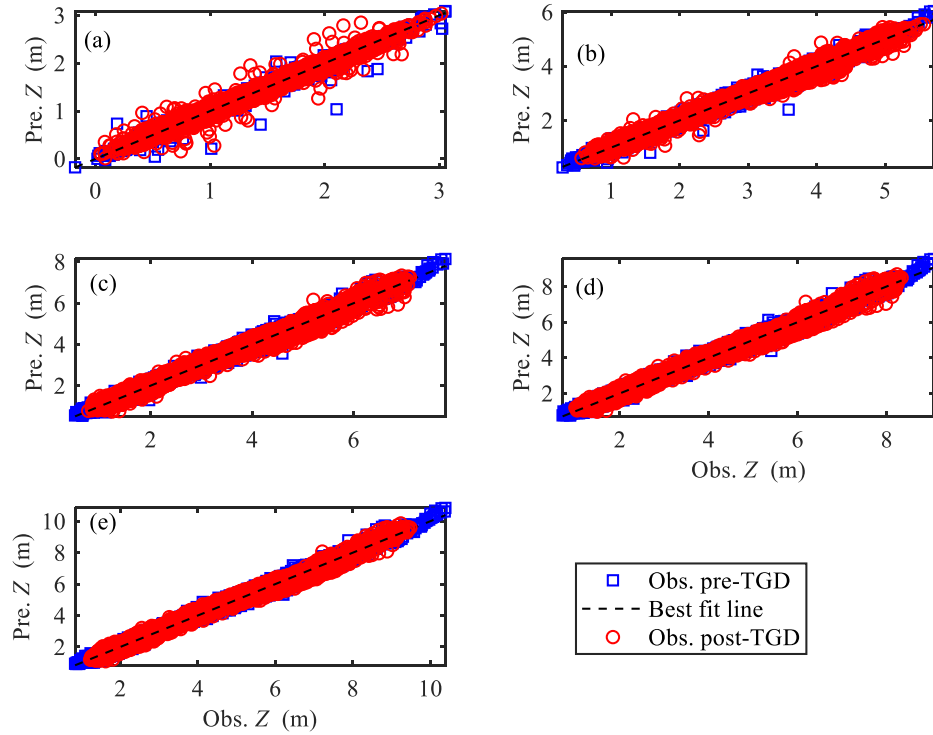 (a)
Pre. Z (m)
3
2
1
0
0 1 2 3
(b)
Pre. Z (m)
6
4
2
1 2 3 4 5
(c)
Pre. Z (m)
8
6
4
2
2 4 6
(d)
Pre. Z (m)
8
6
4
2
2 4 6 8
Obs. Z (m)
(e)
Pre. Z (m)
10
8
6
4
2
2 4 6 8 10
Obs. Z (m)
Obs. pre-TGD
Best fit line
Obs. post-TGD